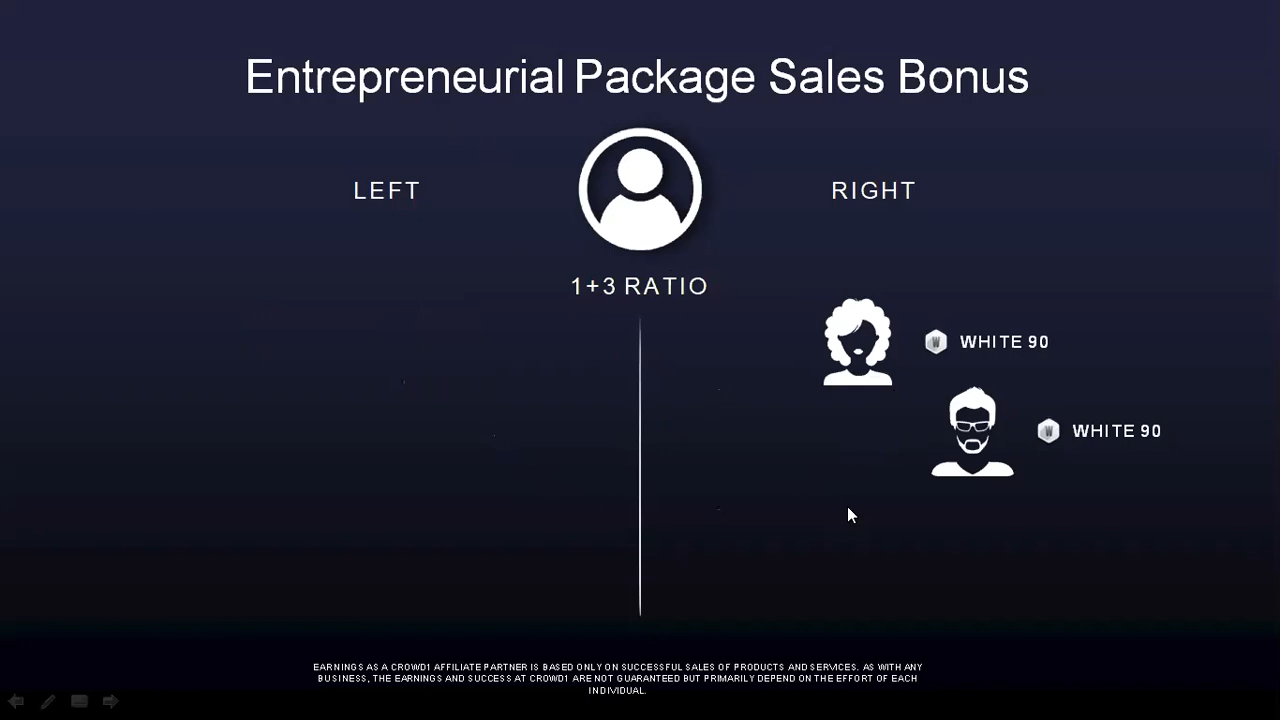 Entrepreneurial Package Sales Bonus
LEFT
RIGHT
1+3 RATIO
W WHITE 90
W WHITE 90
EARNINGS AS A CROWD1 AFFILIATE PARTNER IS BASED ONLY ON SUCCESSFUL SALES OF PRODUCTS AND SERVICES. AS WITH ANY
BUSINESS, THE EARNINGS AND SUCCESS AT CROWD1 ARE NOT GUARANTEED BUT PRIMARILY DEPEND ON THE EFFORT OF EACH
INDIVIDUAL.